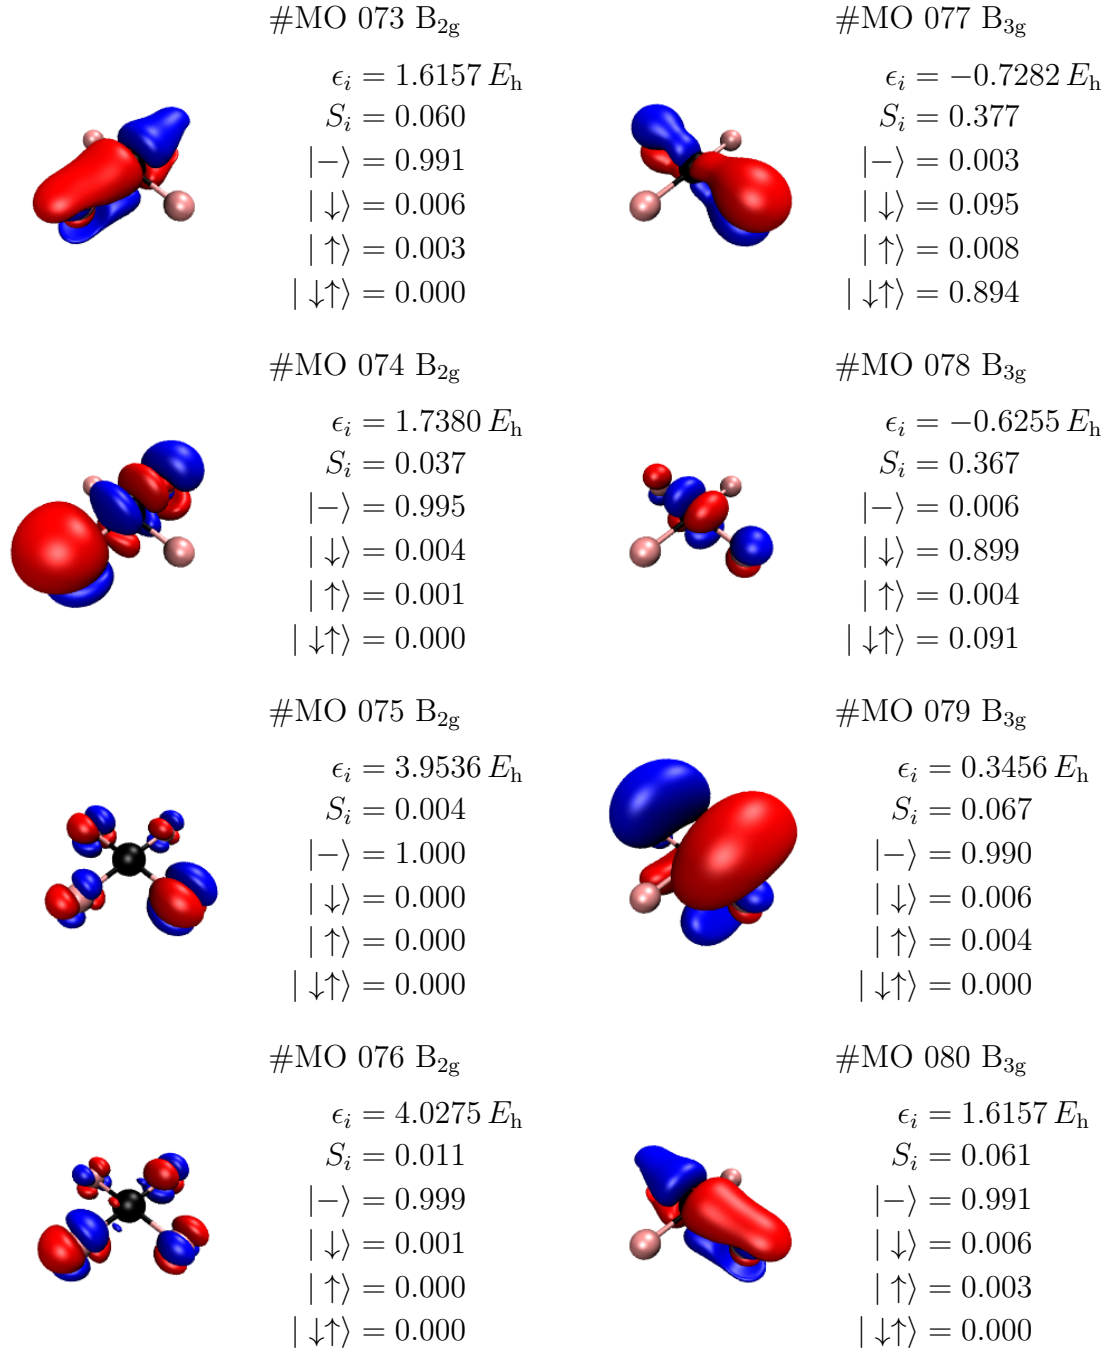 #MO 073 B₂g
ϵᵢ = 1.6157 Eₕ
Sᵢ = 0.060
|−⟩ = 0.991
| ↓⟩ = 0.006
| ↑⟩ = 0.003
| ↓↑⟩ = 0.000
#MO 074 B₂g
ϵᵢ = 1.7380 Eₕ
Sᵢ = 0.037
|−⟩ = 0.995
| ↓⟩ = 0.004
| ↑⟩ = 0.001
| ↓↑⟩ = 0.000
#MO 075 B₂g
ϵᵢ = 3.9536 Eₕ
Sᵢ = 0.004
|−⟩ = 1.000
| ↓⟩ = 0.000
| ↑⟩ = 0.000
| ↓↑⟩ = 0.000
#MO 076 B₂g
ϵᵢ = 4.0275 Eₕ
Sᵢ = 0.011
|−⟩ = 0.999
| ↓⟩ = 0.001
| ↑⟩ = 0.000
| ↓↑⟩ = 0.000
#MO 077 B₃g
ϵᵢ = −0.7282 Eₕ
Sᵢ = 0.377
|−⟩ = 0.003
| ↓⟩ = 0.095
| ↑⟩ = 0.008
| ↓↑⟩ = 0.894
#MO 078 B₃g
ϵᵢ = −0.6255 Eₕ
Sᵢ = 0.367
|−⟩ = 0.006
| ↓⟩ = 0.899
| ↑⟩ = 0.004
| ↓↑⟩ = 0.091
#MO 079 B₃g
ϵᵢ = 0.3456 Eₕ
Sᵢ = 0.067
|−⟩ = 0.990
| ↓⟩ = 0.006
| ↑⟩ = 0.004
| ↓↑⟩ = 0.000
#MO 080 B₃g
ϵᵢ = 1.6157 Eₕ
Sᵢ = 0.061
|−⟩ = 0.991
| ↓⟩ = 0.006
| ↑⟩ = 0.003
| ↓↑⟩ = 0.000